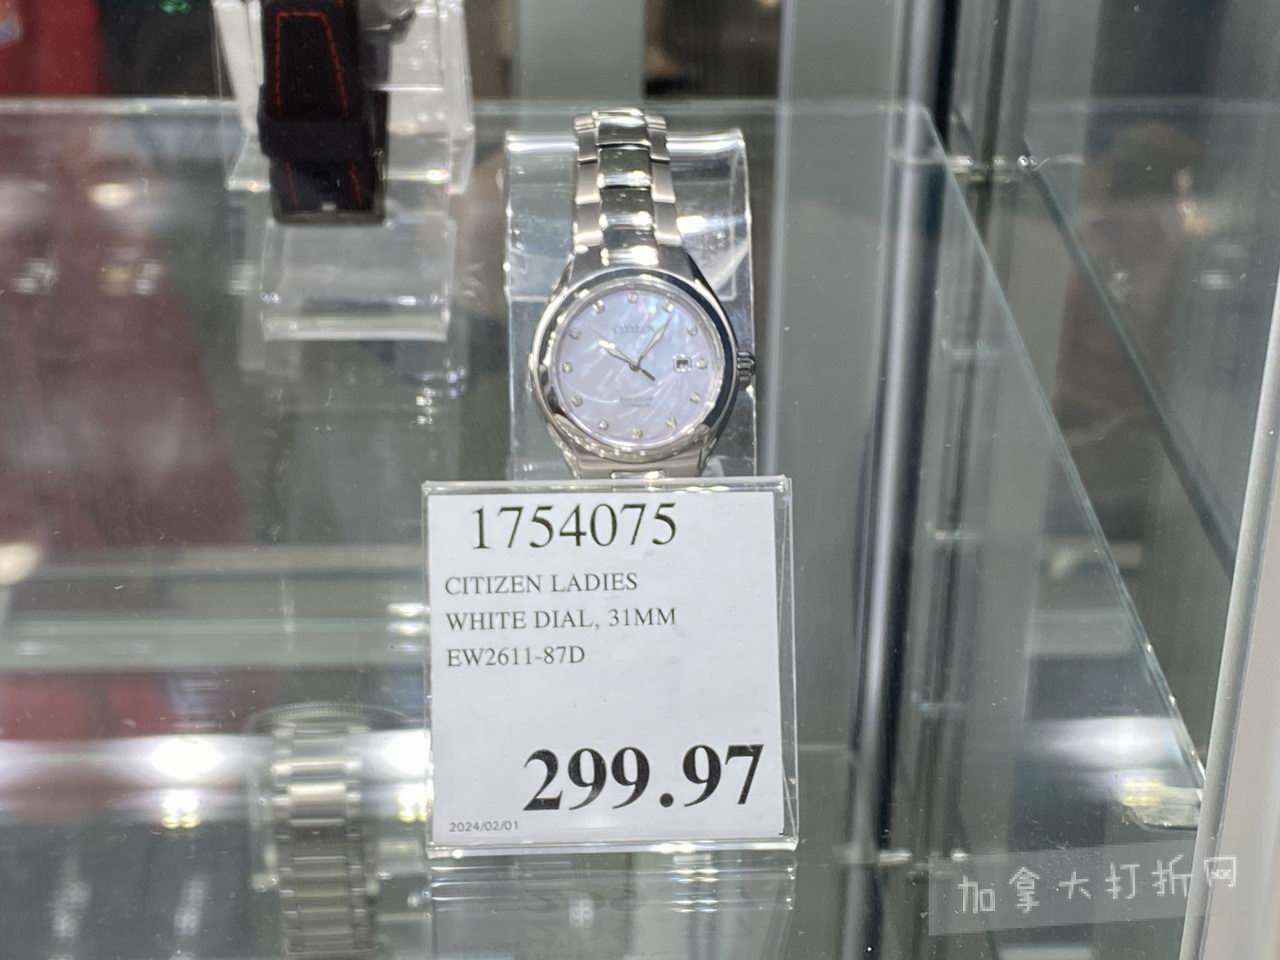 CITIZEN
1754075
CITIZEN LADIES
WHITE DIAL, 31MM
EW2611-87D
299.97
2024/02/01
加拿大打折网